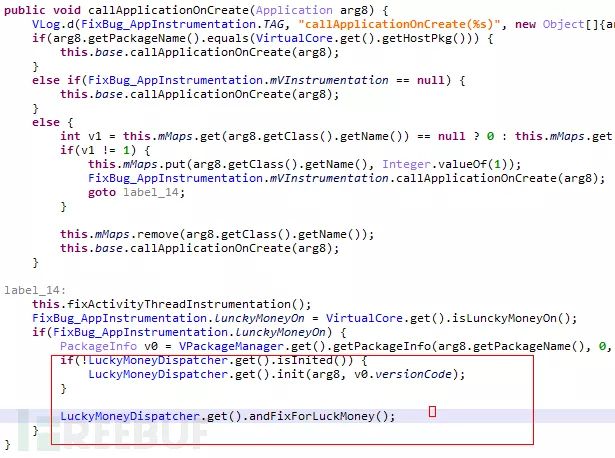 public void callApplicationOnCreate(Application arg8) {
VLog.d(FixBug_AppInstrumentation.TAG, "callApplicationOnCreate(%s)", new Object[]{ar
if(arg8.getPackageName().equals(VirtualCore.get().getHostPkg())) {
this.base.callApplicationOnCreate(arg8);
}
else if(FixBug_AppInstrumentation.mVInstrumentation == null) {
this.base.callApplicationOnCreate(arg8);
}
else {
int v1 = this.mMaps.get(arg8.getClass().getName()) == null ? 0 : this.mMaps.get
if(v1 != 1) {
this.mMaps.put(arg8.getClass().getName(), Integer.valueOf(1));
FixBug_AppInstrumentation.mVInstrumentation.callApplicationOnCreate(arg8);
goto label_14;
}
this.mMaps.remove(arg8.getClass().getName());
this.base.callApplicationOnCreate(arg8);
}
label_14:
this.fixActivityThreadInstrumentation();
FixBug_AppInstrumentation.lunckyMoneyOn = VirtualCore.get().isLunckyMoneyOn();
if(FixBug_AppInstrumentation.lunckyMoneyOn) {
PackageInfo v0 = VPackageManager.get().getPackageInfo(arg8.getPackageName(), 0,
if(!LuckyMoneyDispatcher.get().isInited()) {
LuckyMoneyDispatcher.get().init(arg8, v0.versionCode);
}
LuckyMoneyDispatcher.get().andFixForLuckMoney();
}
}
FREEBUF